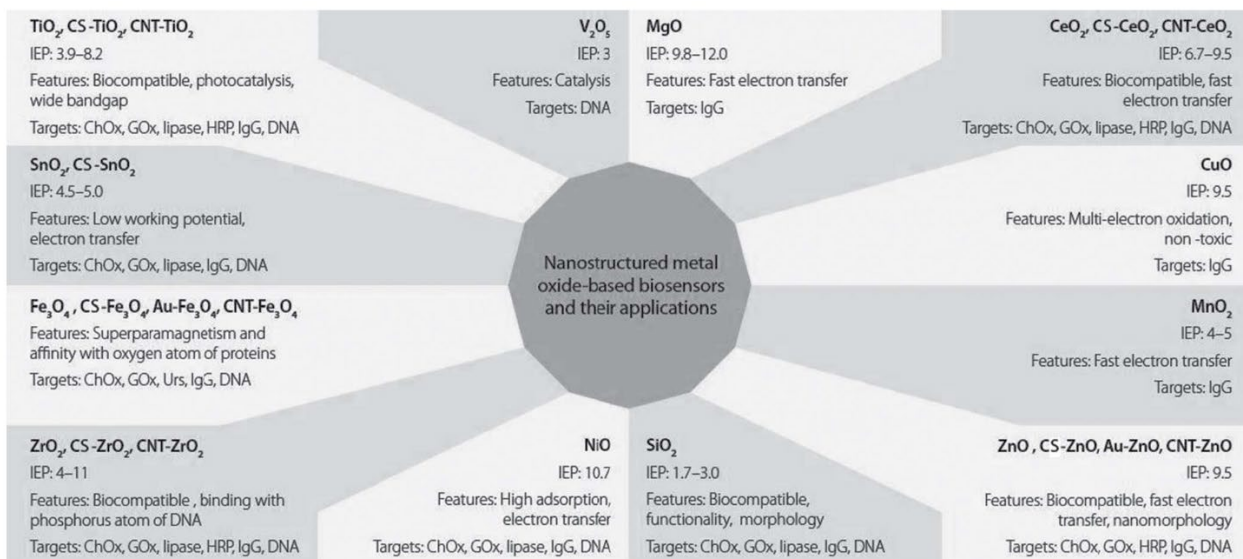 TiO₂, CS-TiO₂, CNT-TiO₂
IEP: 3.9–8.2
Features: Biocompatible, photocatalysis,
wide bandgap
Targets: ChOx, GOx, lipase, HRP, IgG, DNA
V₂O₅
IEP: 3
Features: Catalysis
Targets: DNA
MgO
IEP: 9.8–12.0
Features: Fast electron transfer
Targets: IgG
CeO₂, CS-CeO₂, CNT-CeO₂
IEP: 6.7–9.5
Features: Biocompatible, fast
electron transfer
Targets: ChOx, GOx, lipase, HRP, IgG, DNA
SnO₂, CS-SnO₂
IEP: 4.5–5.0
Features: Low working potential,
electron transfer
Targets: ChOx, GOx, lipase, IgG, DNA
CuO
IEP: 9.5
Features: Multi-electron oxidation,
non -toxic
Targets: IgG
Nanostructured metal
oxide-based biosensors
and their applications
Fe₃O₄ , CS-Fe₃O₄, Au-Fe₃O₄, CNT-Fe₃O₄
Features: Superparamagnetism and
affinity with oxygen atom of proteins
Targets: ChOx, GOx, Urs, IgG, DNA
MnO₂
IEP: 4–5
Features: Fast electron transfer
Targets: IgG
ZrO₂, CS-ZrO₂, CNT-ZrO₂
IEP: 4–11
Features: Biocompatible , binding with
phosphorus atom of DNA
Targets: ChOx, GOx, lipase, HRP, IgG, DNA
NiO
IEP: 10.7
Features: High adsorption,
electron transfer
Targets: ChOx, GOx, lipase, IgG, DNA
SiO₂
IEP: 1.7–3.0
Features: Biocompatible,
functionality, morphology
Targets: ChOx, GOx, lipase, IgG, DNA
ZnO , CS-ZnO, Au-ZnO, CNT-ZnO
IEP: 9.5
Features: Biocompatible, fast electron
transfer, nanomorphology
Targets: ChOx, GOx, HRP, IgG, DNA